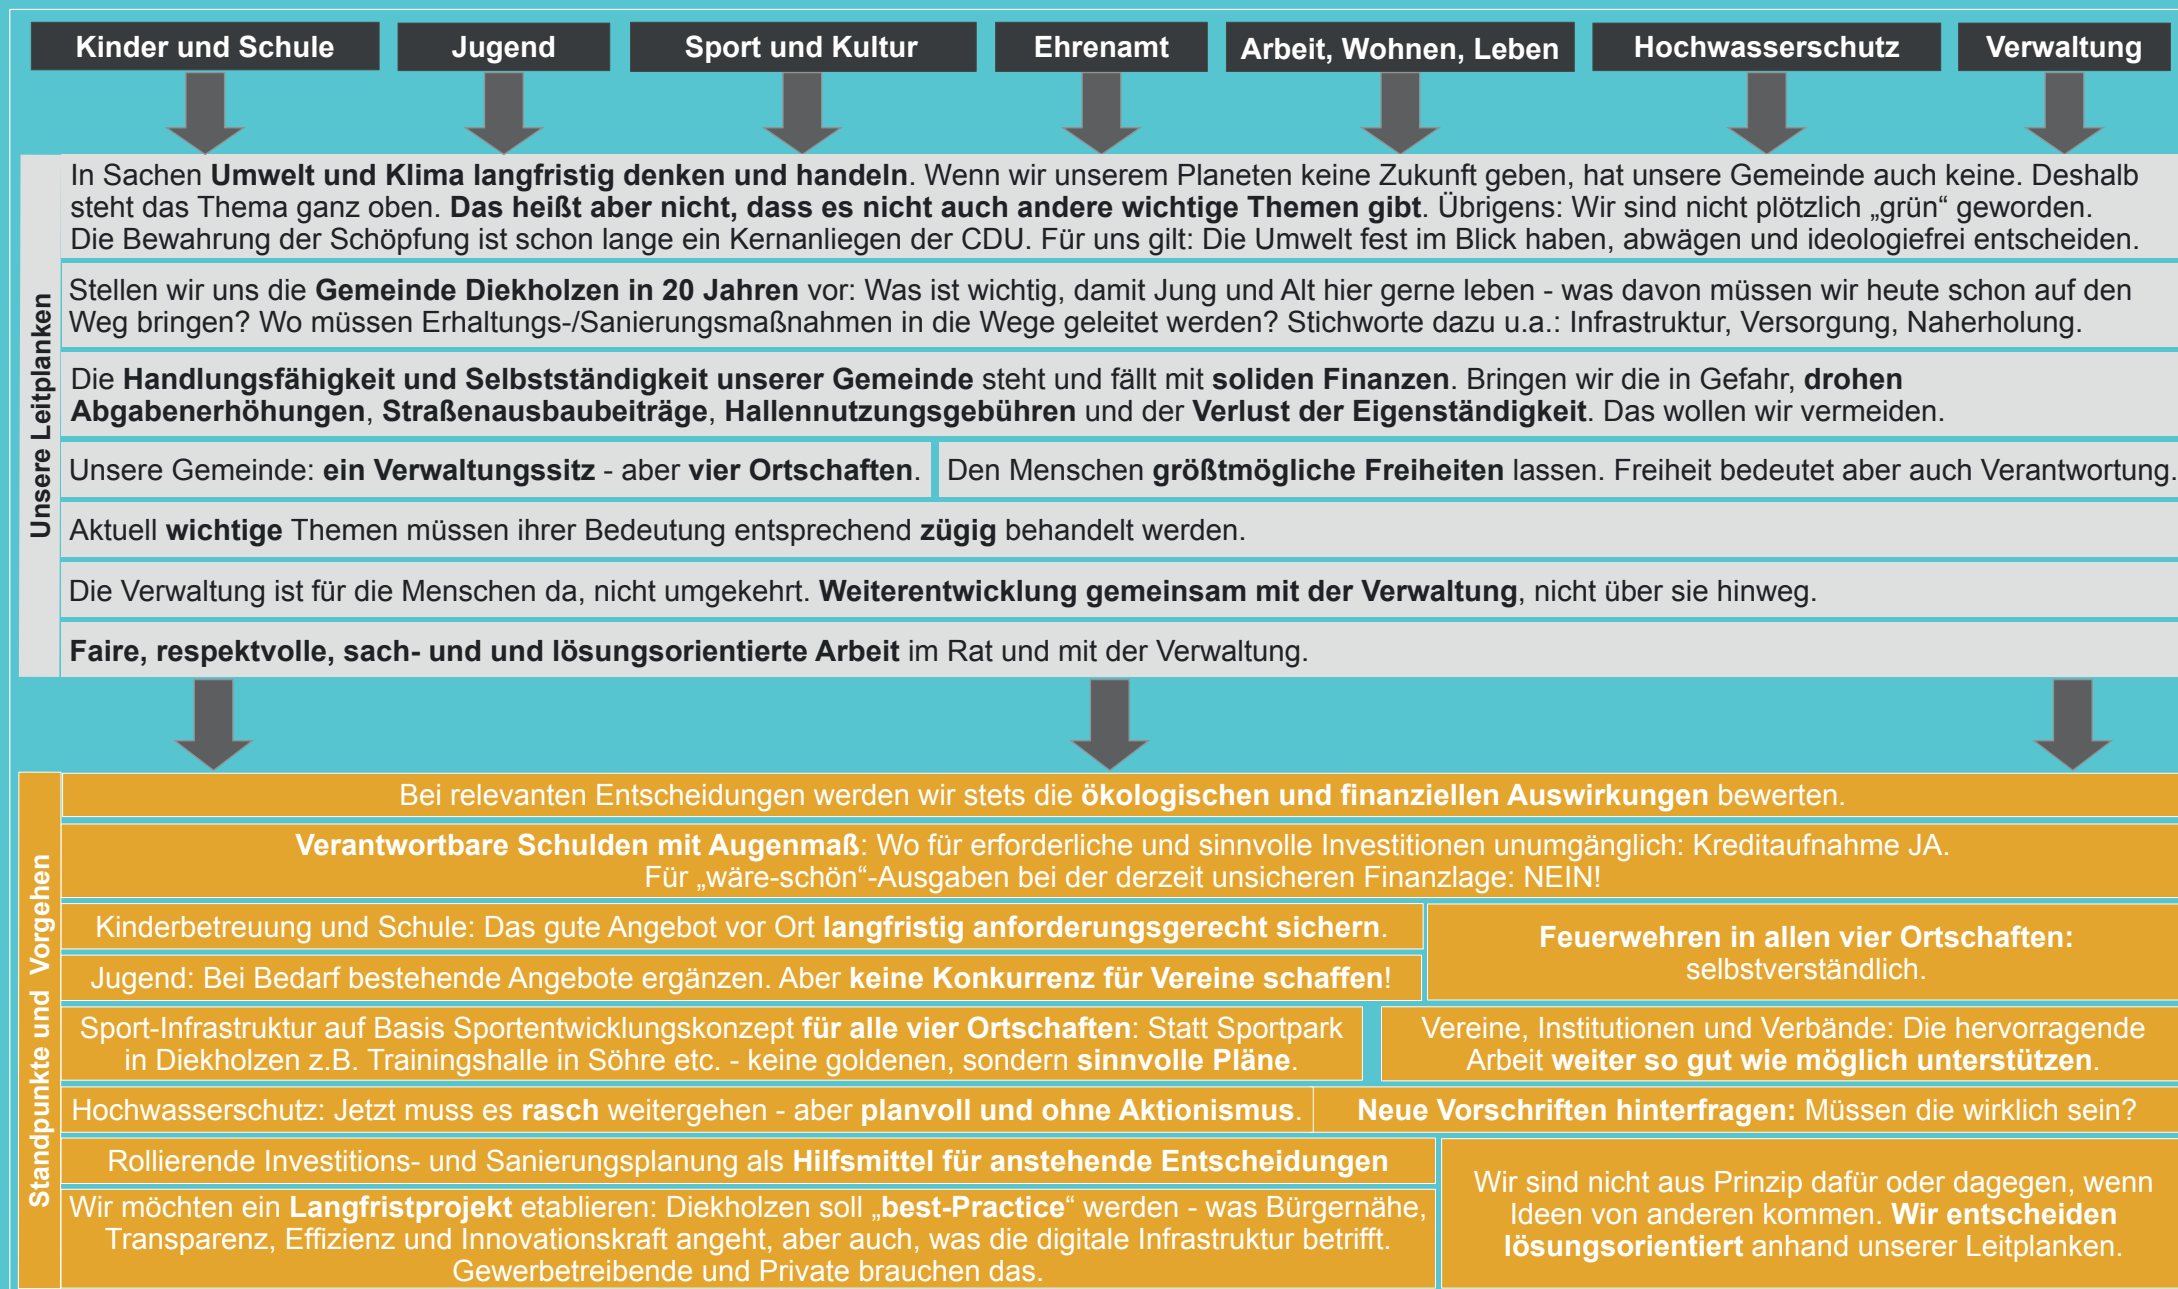 Kinder und Schule
Jugend
Sport und Kultur
Ehrenamt
Arbeit, Wohnen, Leben
Hochwasserschutz
Verwaltung
Unsere Leitplanken
In Sachen Umwelt und Klima langfristig denken und handeln. Wenn wir unserem Planeten keine Zukunft geben, hat unsere Gemeinde auch keine. Deshalb
steht das Thema ganz oben. Das heißt aber nicht, dass es nicht auch andere wichtige Themen gibt. Übrigens: Wir sind nicht plötzlich „grün“ geworden.
Die Bewahrung der Schöpfung ist schon lange ein Kernanliegen der CDU. Für uns gilt: Die Umwelt fest im Blick haben, abwägen und ideologiefrei entscheiden.
Stellen wir uns die Gemeinde Diekholzen in 20 Jahren vor: Was ist wichtig, damit Jung und Alt hier gerne leben - was davon müssen wir heute schon auf den
Weg bringen? Wo müssen Erhaltungs-/Sanierungsmaßnahmen in die Wege geleitet werden? Stichworte dazu u.a.: Infrastruktur, Versorgung, Naherholung.
Die Handlungsfähigkeit und Selbstständigkeit unserer Gemeinde steht und fällt mit soliden Finanzen. Bringen wir die in Gefahr, drohen
Abgabenerhöhungen, Straßenausbaubeiträge, Hallennutzungsgebühren und der Verlust der Eigenständigkeit. Das wollen wir vermeiden.
Unsere Gemeinde: ein Verwaltungssitz - aber vier Ortschaften.
Den Menschen größtmögliche Freiheiten lassen. Freiheit bedeutet aber auch Verantwortung.
Aktuell wichtige Themen müssen ihrer Bedeutung entsprechend zügig behandelt werden.
Die Verwaltung ist für die Menschen da, nicht umgekehrt. Weiterentwicklung gemeinsam mit der Verwaltung, nicht über sie hinweg.
Faire, respektvolle, sach- und und lösungsorientierte Arbeit im Rat und mit der Verwaltung.
Standpunkte und Vorgehen
Bei relevanten Entscheidungen werden wir stets die ökologischen und finanziellen Auswirkungen bewerten.
Verantwortbare Schulden mit Augenmaß: Wo für erforderliche und sinnvolle Investitionen unumgänglich: Kreditaufnahme JA.
Für „wäre-schön“-Ausgaben bei der derzeit unsicheren Finanzlage: NEIN!
Kinderbetreuung und Schule: Das gute Angebot vor Ort langfristig anforderungsgerecht sichern.
Jugend: Bei Bedarf bestehende Angebote ergänzen. Aber keine Konkurrenz für Vereine schaffen!
Feuerwehren in allen vier Ortschaften:
selbstverständlich.
Sport-Infrastruktur auf Basis Sportentwicklungskonzept für alle vier Ortschaften: Statt Sportpark
in Diekholzen z.B. Trainingshalle in Söhre etc. - keine goldenen, sondern sinnvolle Pläne.
Vereine, Institutionen und Verbände: Die hervorragende
Arbeit weiter so gut wie möglich unterstützen.
Hochwasserschutz: Jetzt muss es rasch weitergehen - aber planvoll und ohne Aktionismus.
Neue Vorschriften hinterfragen: Müssen die wirklich sein?
Rollierende Investitions- und Sanierungsplanung als Hilfsmittel für anstehende Entscheidungen
Wir möchten ein Langfristprojekt etablieren: Diekholzen soll „best-Practice“ werden - was Bürgernähe,
Transparenz, Effizienz und Innovationskraft angeht, aber auch, was die digitale Infrastruktur betrifft.
Gewerbetreibende und Private brauchen das.
Wir sind nicht aus Prinzip dafür oder dagegen, wenn
Ideen von anderen kommen. Wir entscheiden
lösungsorientiert anhand unserer Leitplanken.